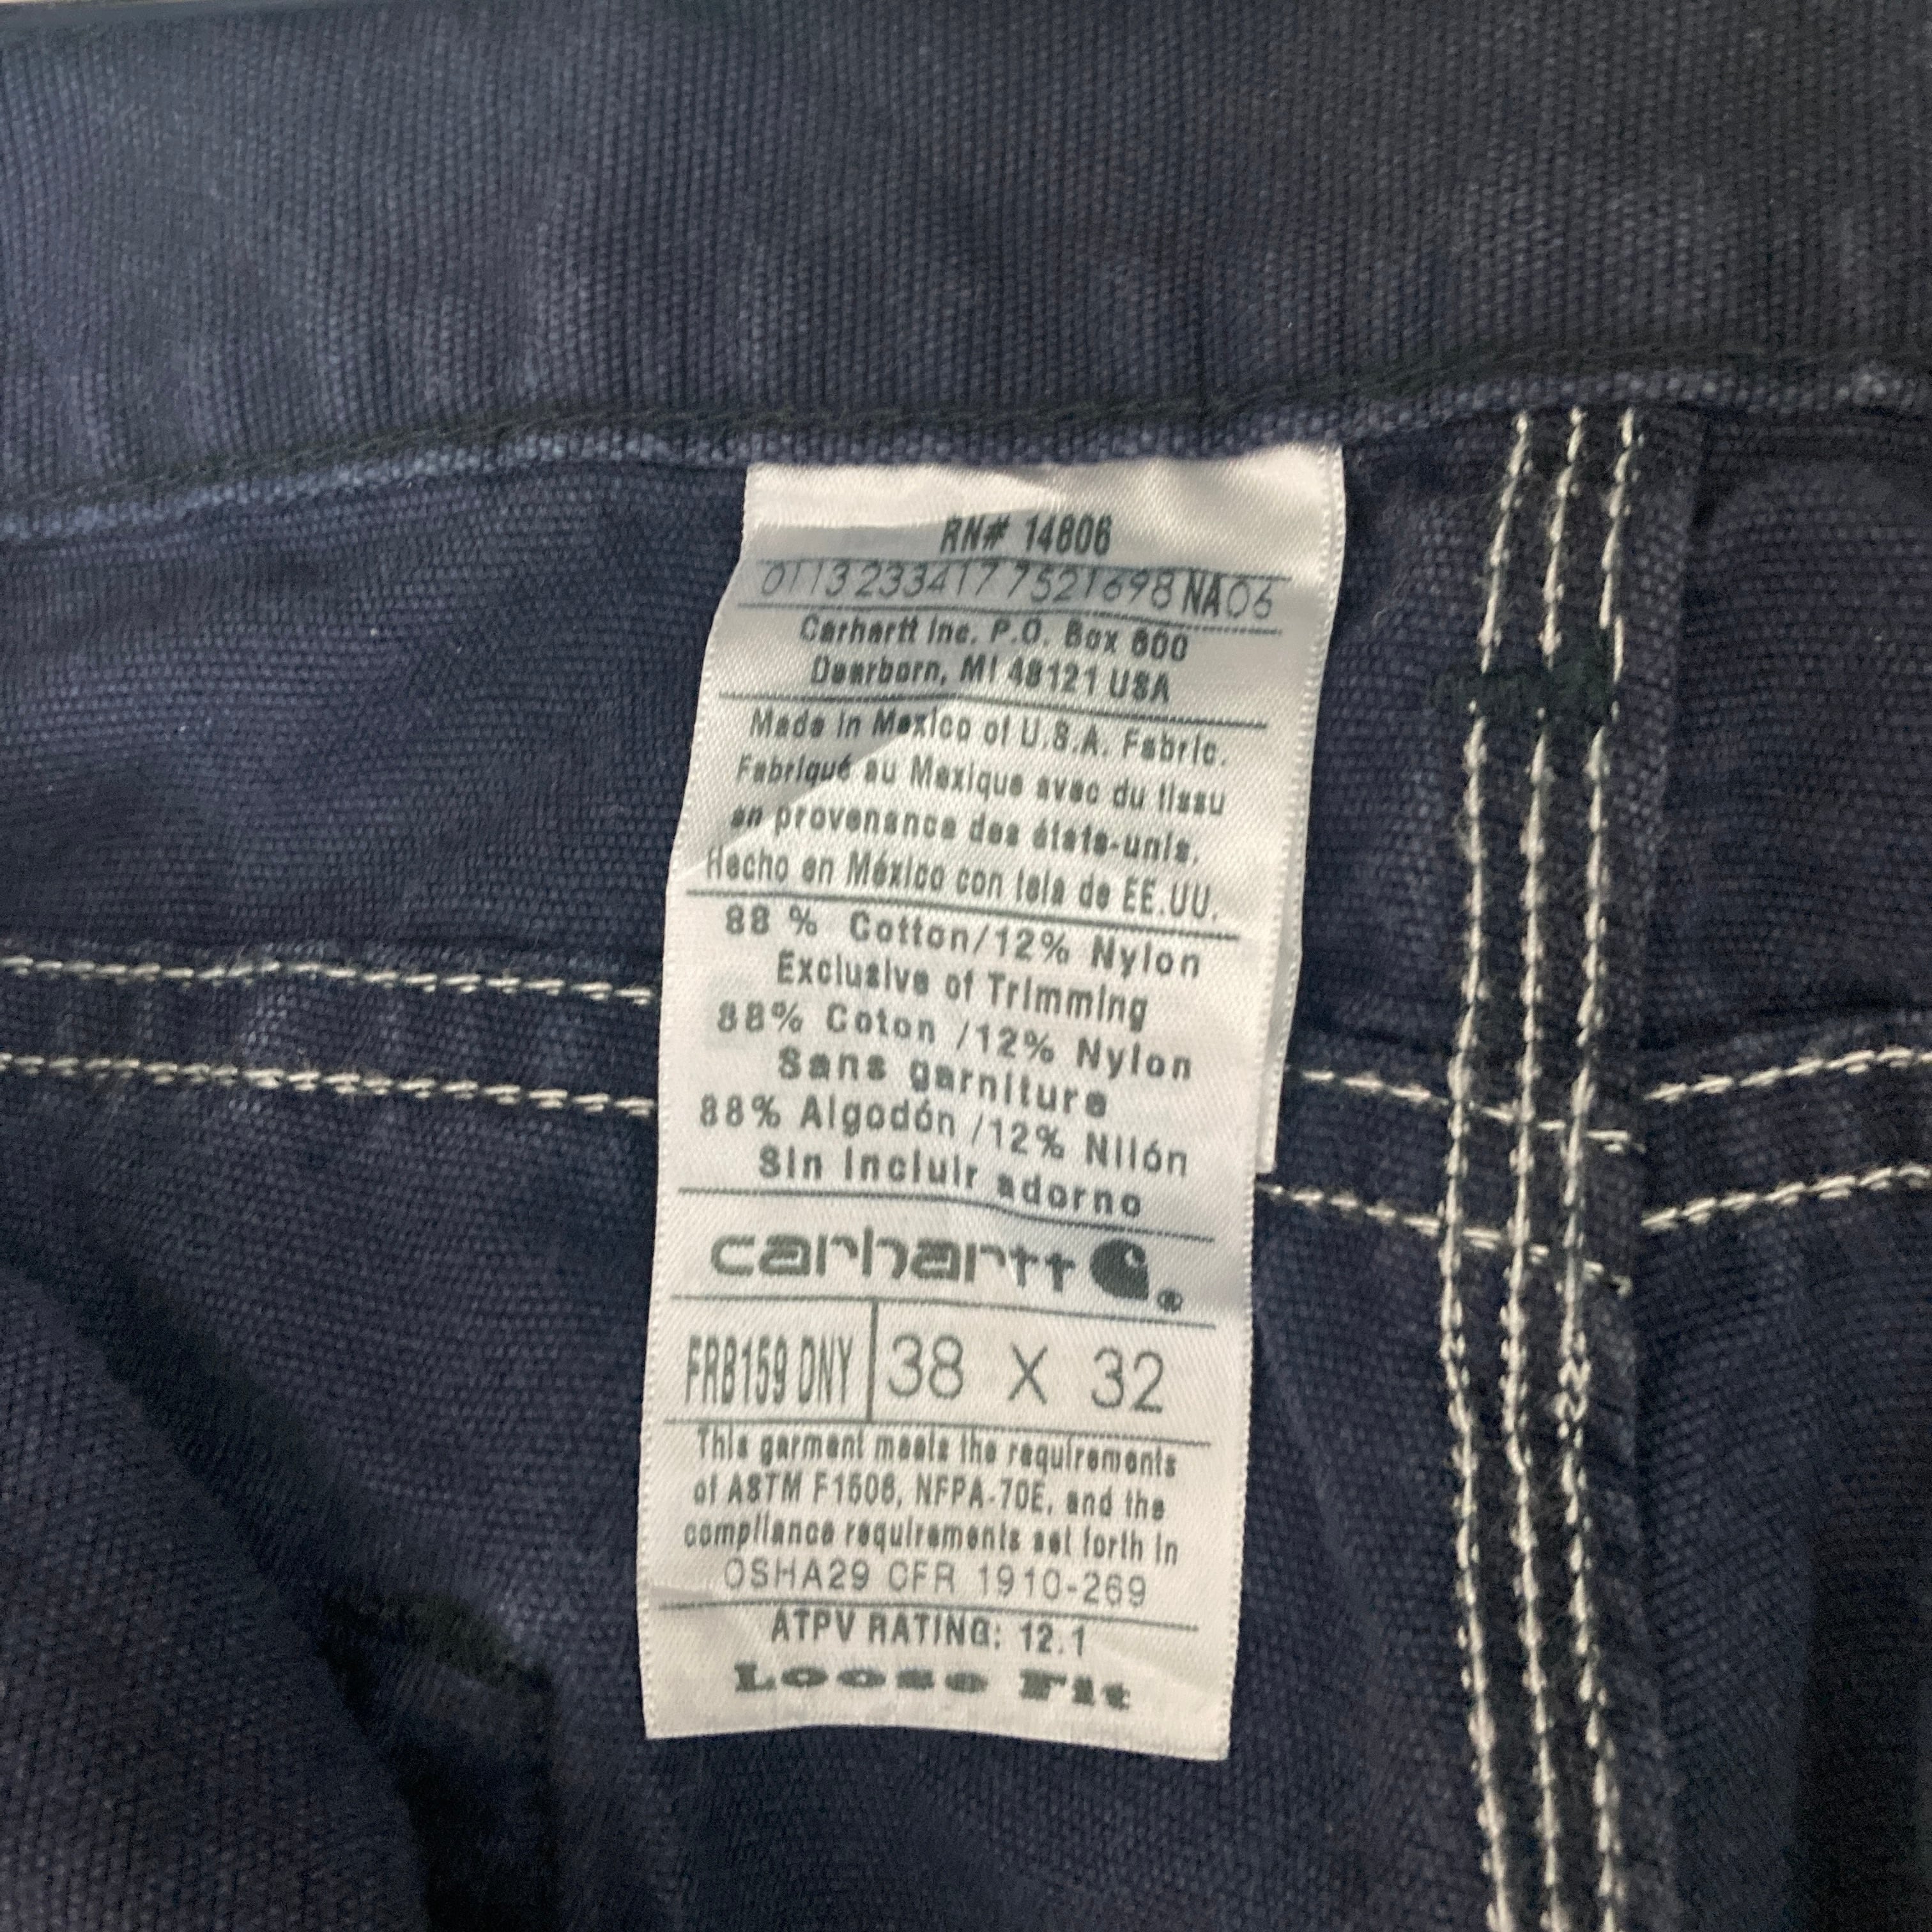 RN# 14806
0113233417 7521698 NA06
Carhartt Inc. P.O. Box 600
Dearborn, MI 48121 USA
Made in Mexico of U.S.A. Fabric.
Fabriqué au Mexique avec du tissu
en provenance des états-unis.
Hecho en México con tela de EE.UU.
88 % Cotton/12% Nylon
Exclusive of Trimming
88% Coton /12% Nylon
Sans garniture
88% Algodón /12% Nilón
Sin incluir adorno
carhartt ®
FRB159 DNY 38 X 32
This garment meets the requirements
of ASTM F1506, NFPA-70E, and the
compliance requirements set forth in
OSHA29 CFR 1910-269
ATPV RATING: 12.1
Loose Fit